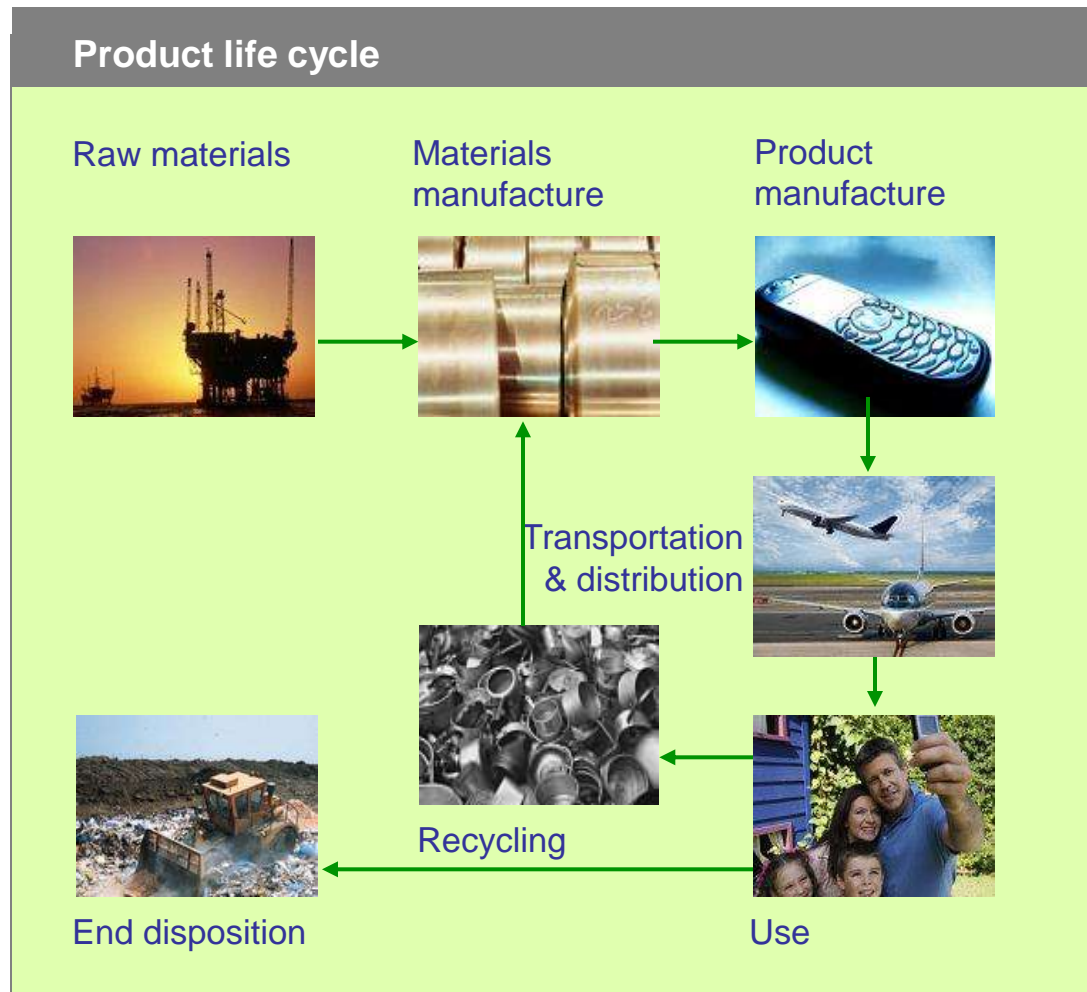 Product life cycle
Raw materials
Materials
manufacture
Product
manufacture
Transportation
& distribution
Recycling
End disposition
Use